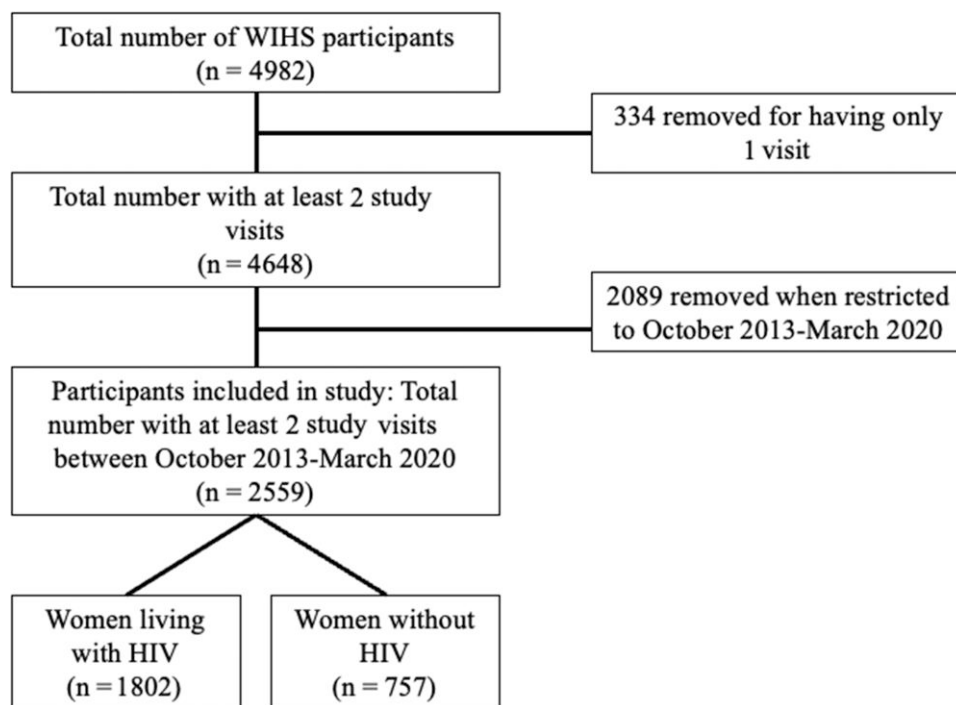 Total number of WIHS participants
(n = 4982)
334 removed for having only
1 visit
Total number with at least 2 study
visits
(n = 4648)
2089 removed when restricted
to October 2013-March 2020
Participants included in study: Total
number with at least 2 study visits
between October 2013-March 2020
(n = 2559)
Women living
with HIV
(n = 1802)
Women without
HIV
(n = 757)